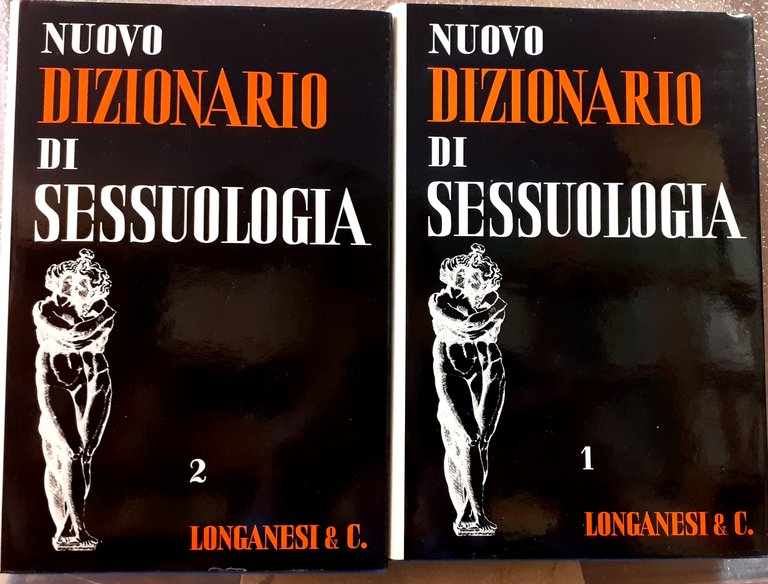 NUOVO
DIZIONARIO
DI
SESSUOLOGIA
2
LONGANESI & C.
NUOVO
DIZIONARIO
DI
SESSUOLOGIA
1
LONGANESI & C.